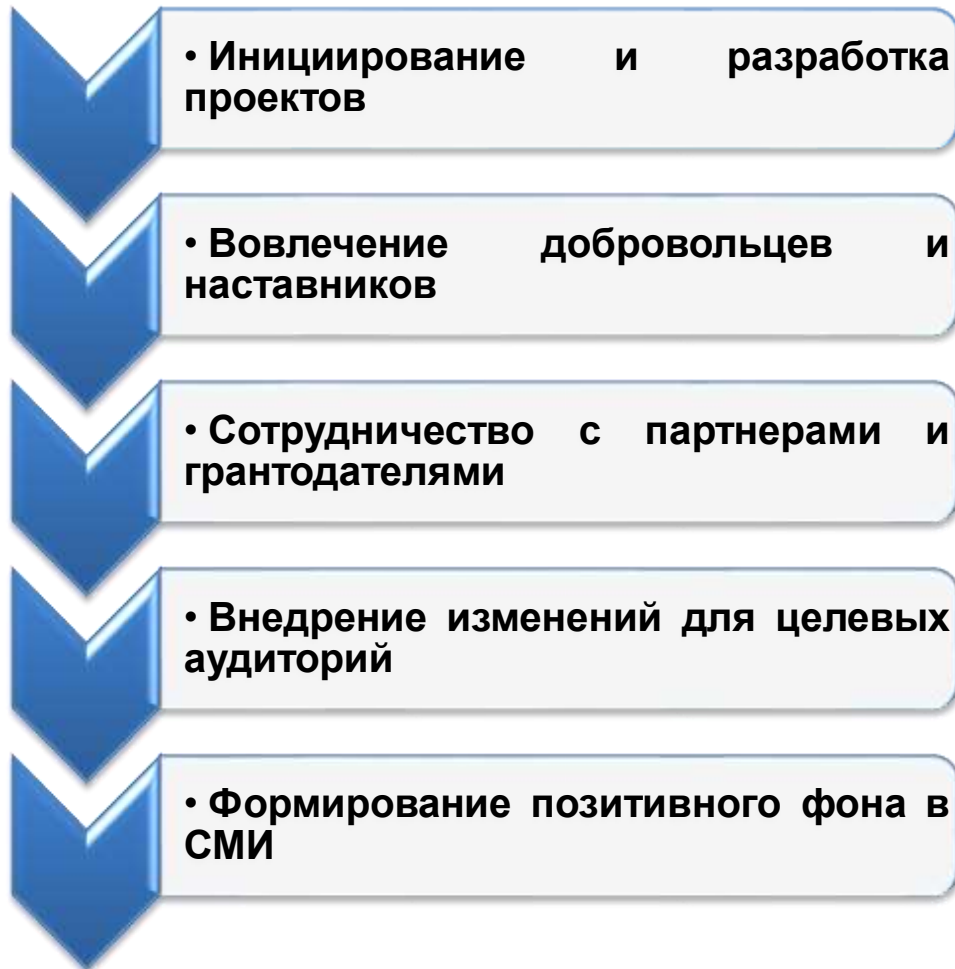 • Инициирование и разработка
проектов
• Вовлечение добровольцев и
наставников
• Сотрудничество с партнерами и
грантодателями
• Внедрение изменений для целевых
аудиторий
• Формирование позитивного фона в
СМИ